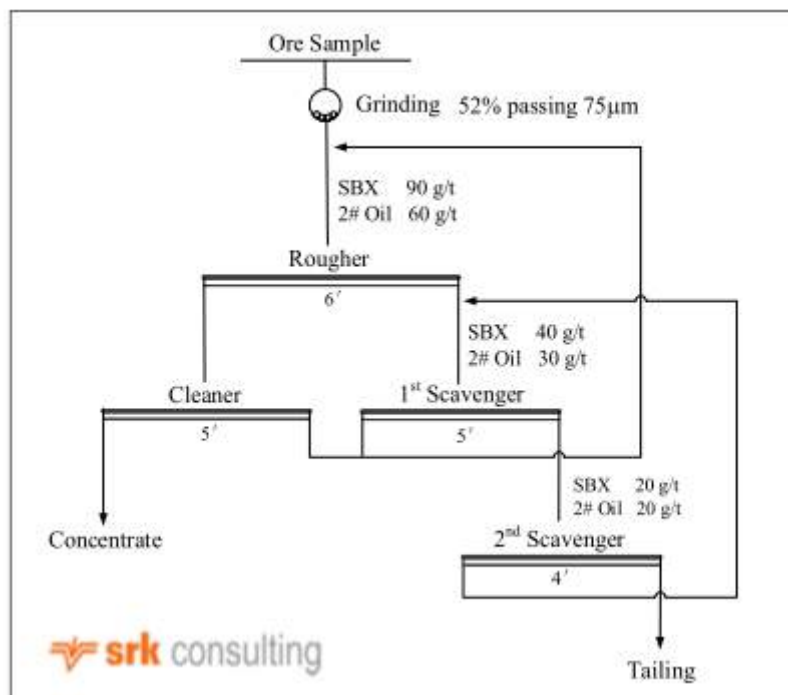 Ore Sample
Grinding 52% passing 75μm
SBX 90 g/t
2# Oil 60 g/t
Rougher
6′
SBX 40 g/t
2# Oil 30 g/t
Cleaner
1st Scavenger
5′
5′
SBX 20 g/t
2# Oil 20 g/t
Concentrate
2nd Scavenger
4′
srk consulting
Tailing